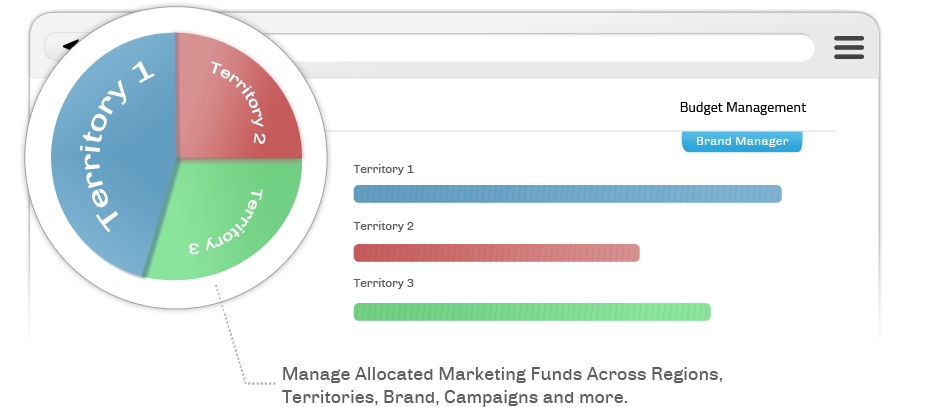 Territory 1
Territory 2
Territory 3
Budget Management
Brand Manager
Territory 1
Territory 2
Territory 3
Manage Allocated Marketing Funds Across Regions,
Territories, Brand, Campaigns and more.